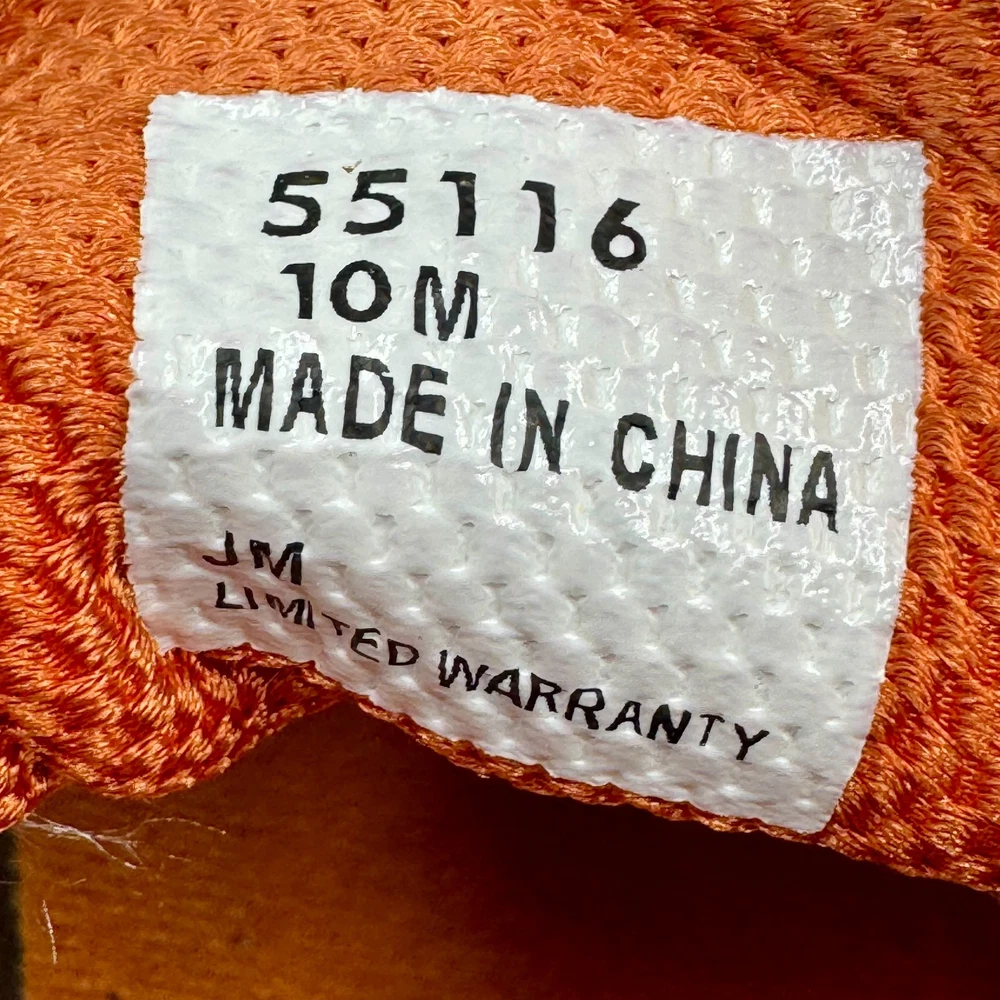 55116
10M
MADE IN CHINA
JM
LIMITED WARRANTY